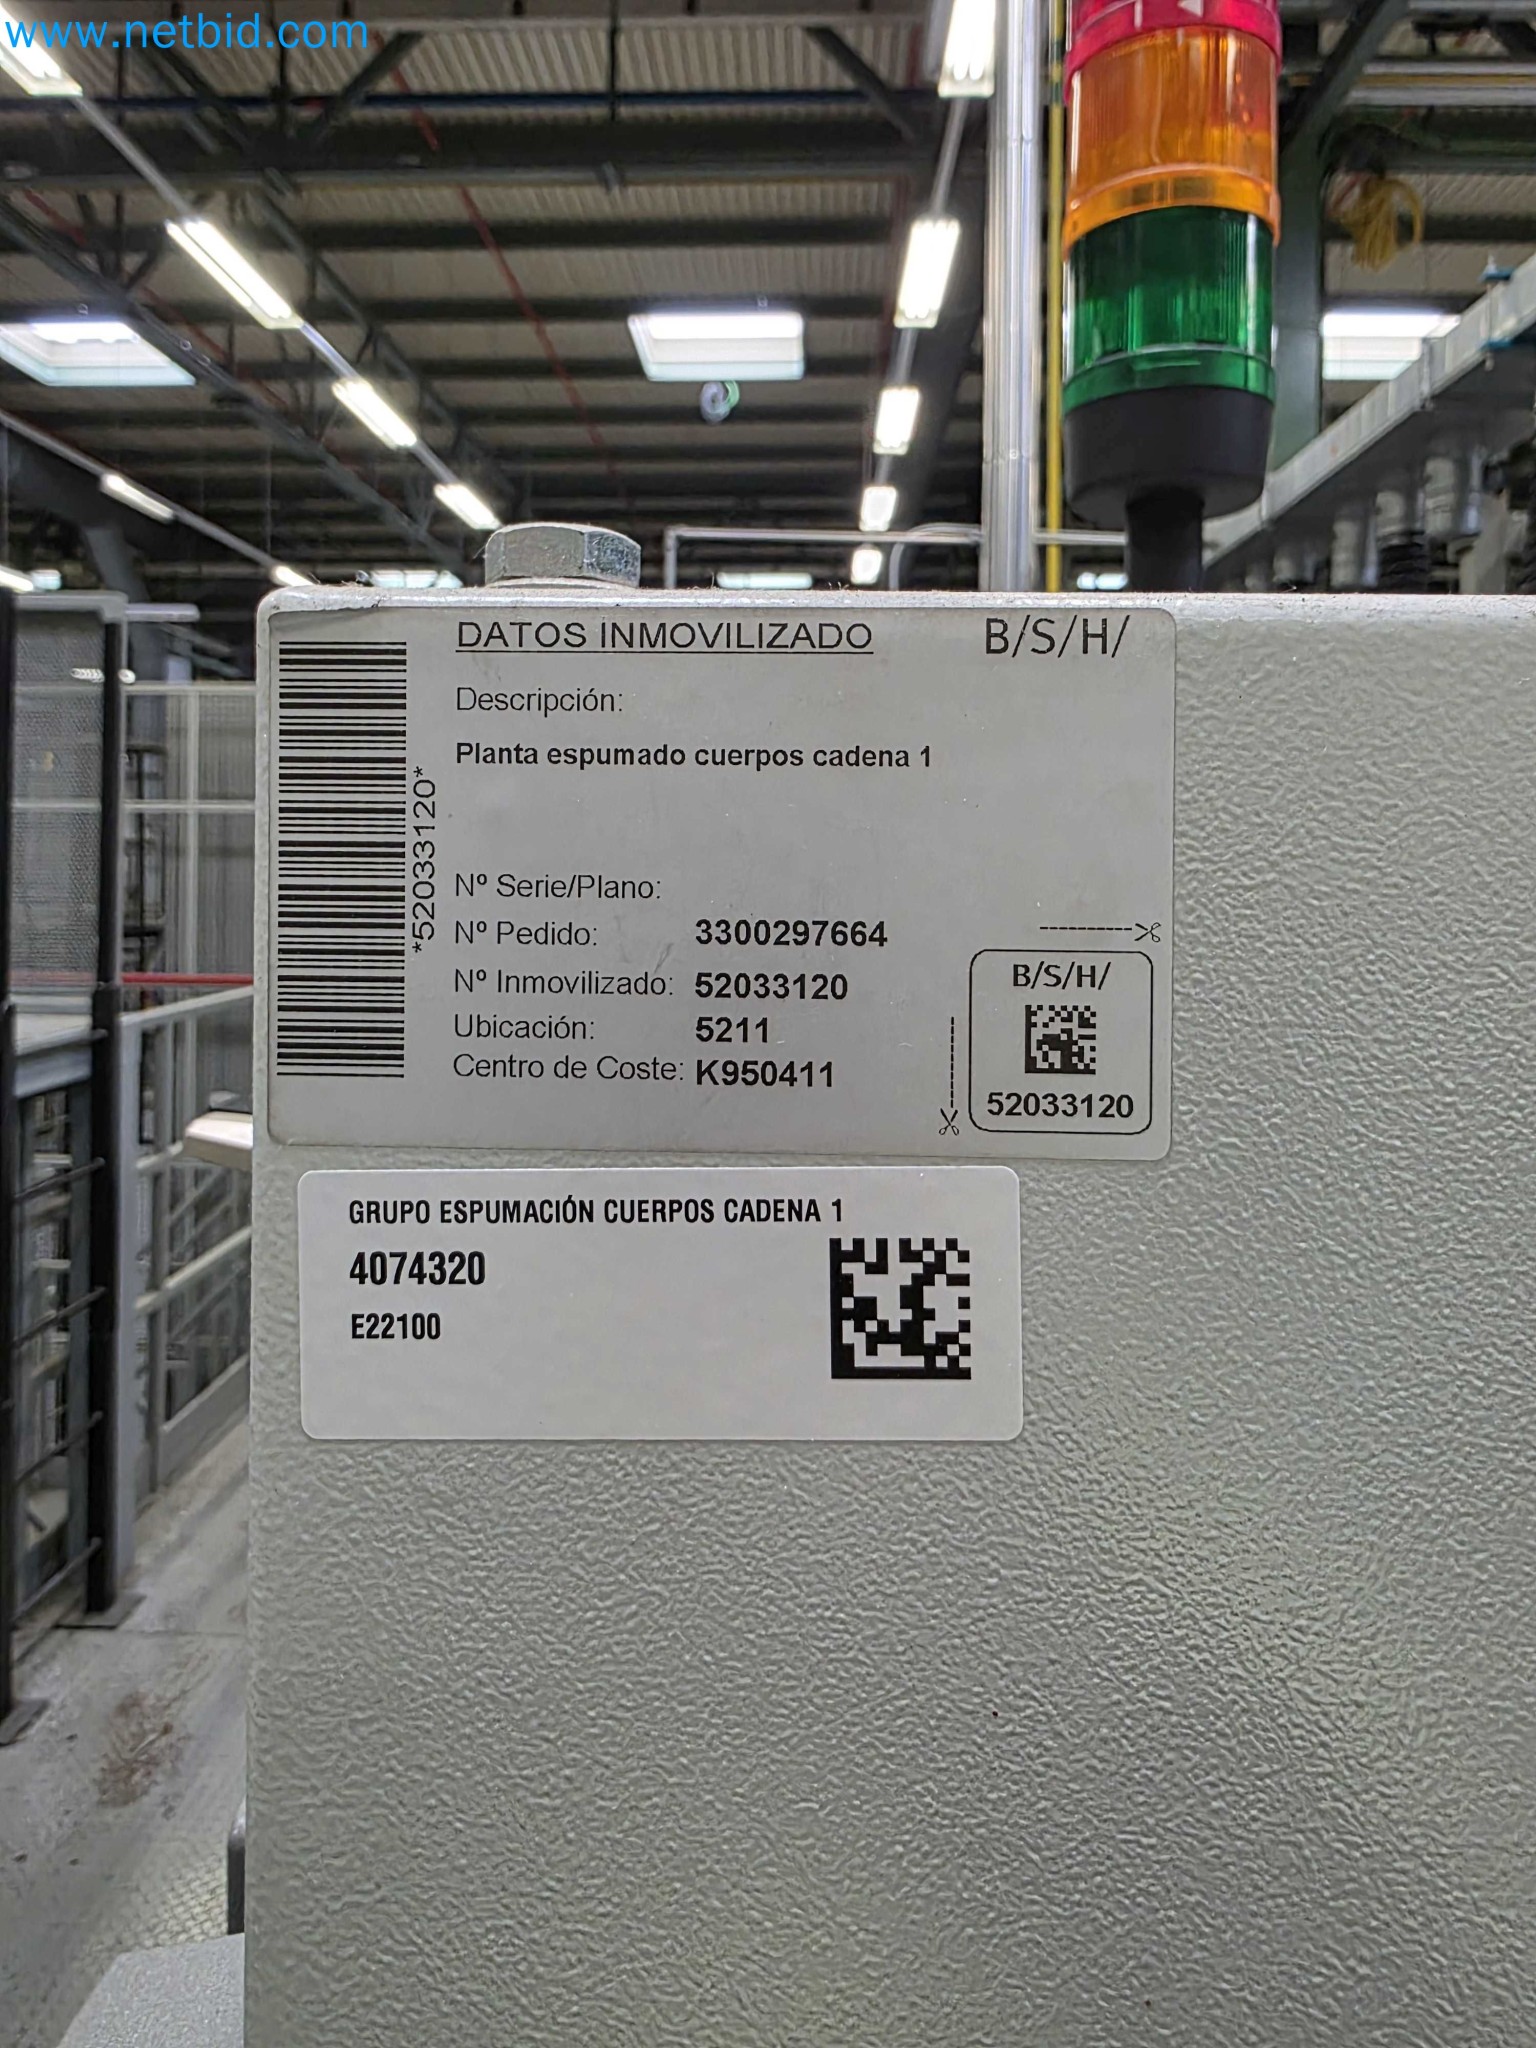 www.netbid.com
DATOS INMOVILIZADO
B/S/H/
Descripción:
Planta espumado cuerpos cadena 1
*52033120*
Nº Serie/Plano:
Nº Pedido: 3300297664
Nº Inmovilizado: 52033120
Ubicación: 5211
Centro de Coste: K950411
B/S/H/
52033120
GRUPO ESPUMACIÓN CUERPOS CADENA 1
4074320
E22100